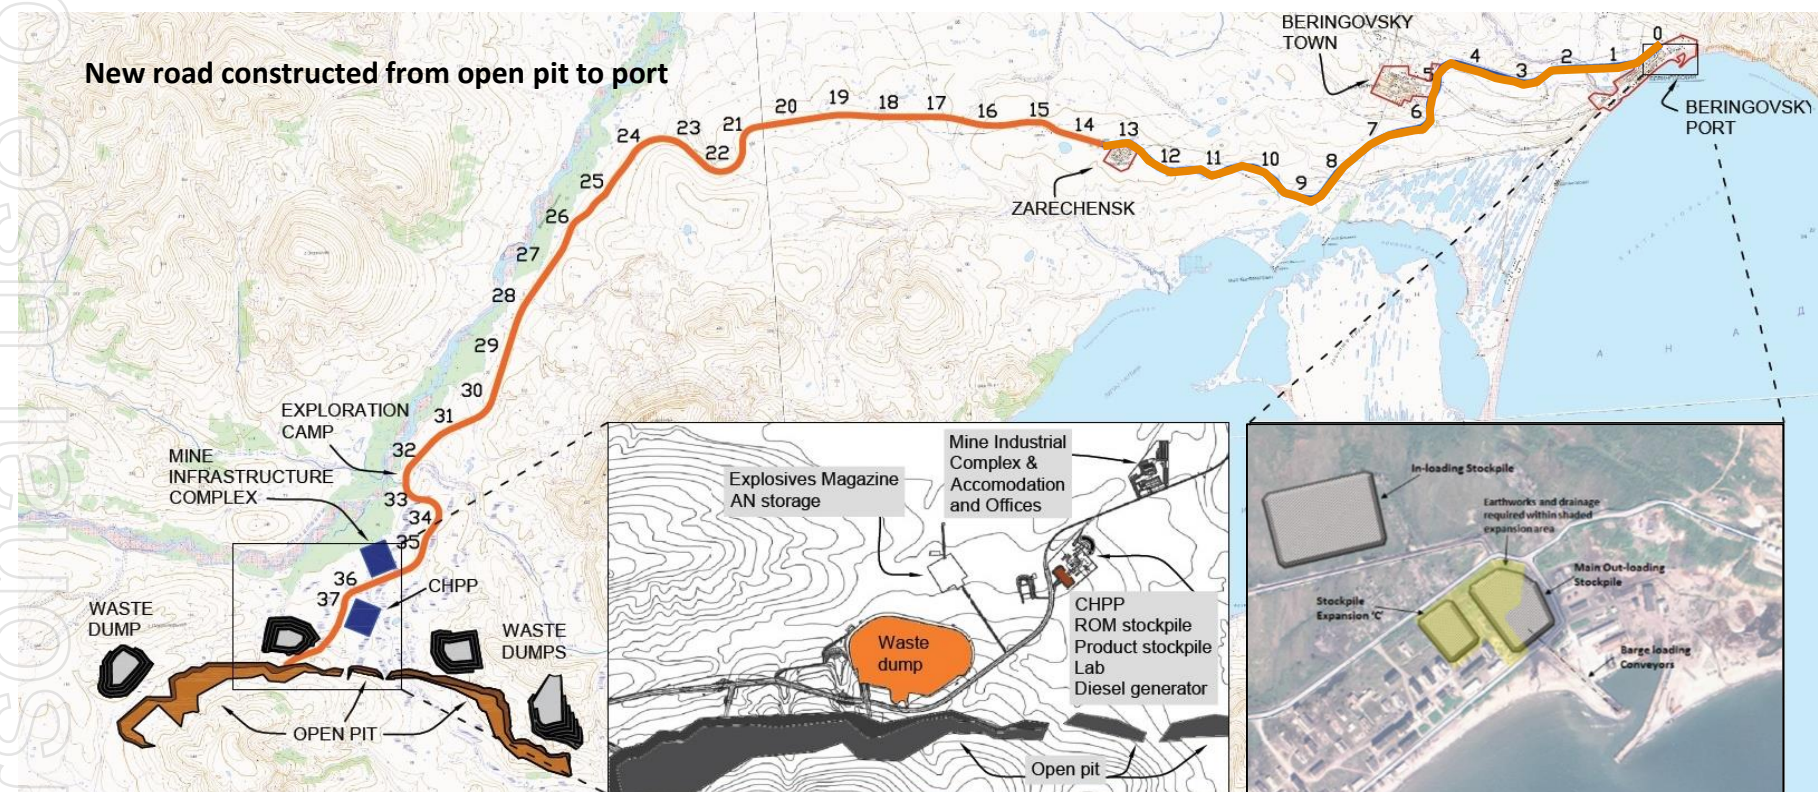 New road constructed from open pit to port
BERINGOVSKY
TOWN
BERINGOVSKY
PORT
0
1
2
3
4
5
6
7
8
9
10
11
12
13
ZARECHENSK
14
15
16
17
18
19
20
21
22
23
24
25
26
27
28
29
30
31
32
33
34
35
36
37
EXPLORATION
CAMP
MINE
INFRASTRUCTURE
COMPLEX
CHPP
WASTE
DUMP
WASTE
DUMPS
OPEN PIT
Explosives Magazine
AN storage
Mine Industrial
Complex &
Accomodation
and Offices
CHPP
ROM stockpile
Product stockpile
Lab
Diesel generator
Waste
dump
Open pit
In-loading Stockpile
Earthworks and drainage
required within shaded
expansion area
Main Out-loading
Stockpile
Stockpile
Expansion 'C'
Barge loading
Conveyors